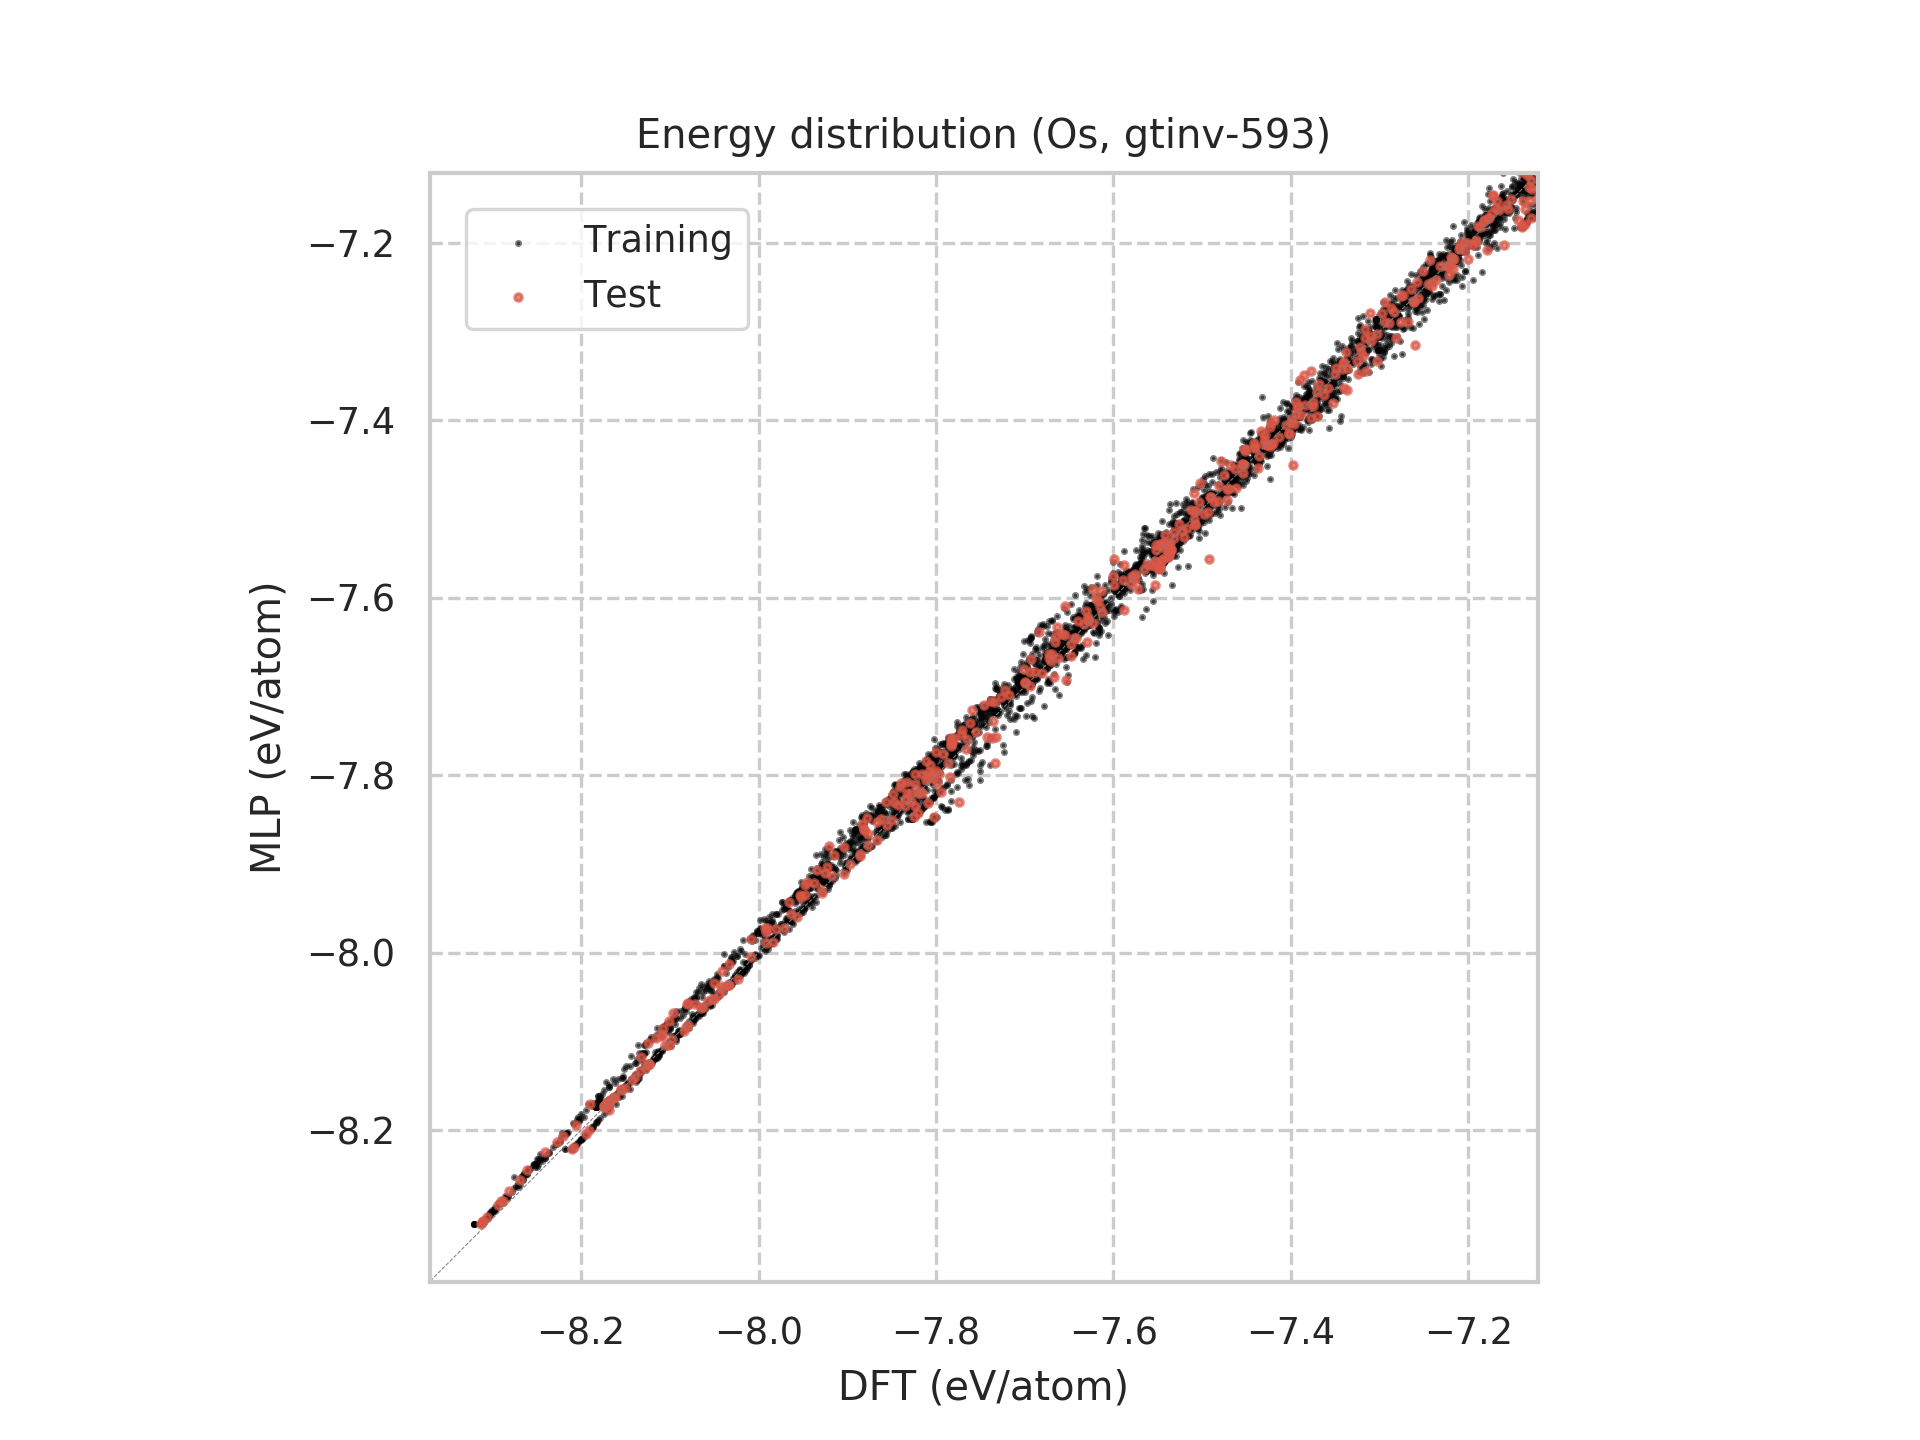 Energy distribution (Os, gtinv-593)
Training
Test
MLP (eV/atom)
−7.2
−7.4
−7.6
−7.8
−8.0
−8.2
−8.2 −8.0 −7.8 −7.6 −7.4 −7.2
DFT (eV/atom)